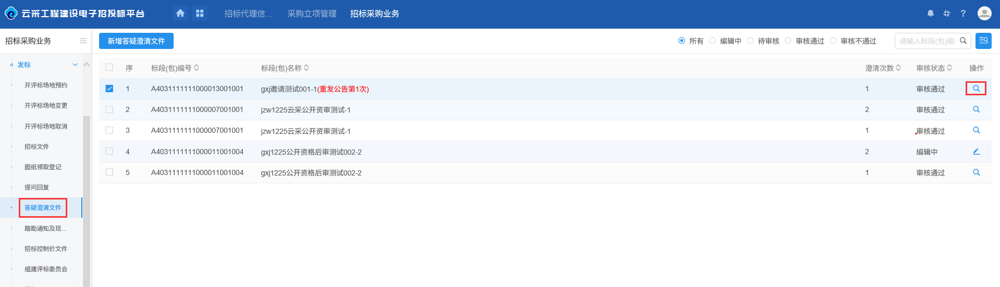 云采工程建设电子招投标平台 招标代理信... 采购立项管理 招标采购业务 ?
招标采购业务
新增答疑澄清文件 所有 编辑中 待审核 审核通过 审核不通过 请输入标段(包)编
发标
开评标场地预约
开评标场地变更
开评标场地取消
招标文件
图纸领取登记
提问回复
答疑澄清文件
踏勘通知及现...
招标控制价文件
组建评标委员会
序 标段(包)编号 标段(包)名称 澄清次数 审核状态 操作
1 A4031111111000013001001 gxj邀请测试001-1(重发公告第1次) 1 审核通过
2 A4031111111000007001001 jzw1225云采公开资审测试-1 2 审核通过
3 A4031111111000007001001 jzw1225云采公开资审测试-1 1 审核通过
4 A4031111111000011001004 gxj1225公开资格后审测试002-2 2 编辑中
5 A4031111111000011001004 gxj1225公开资格后审测试002-2 1 审核通过